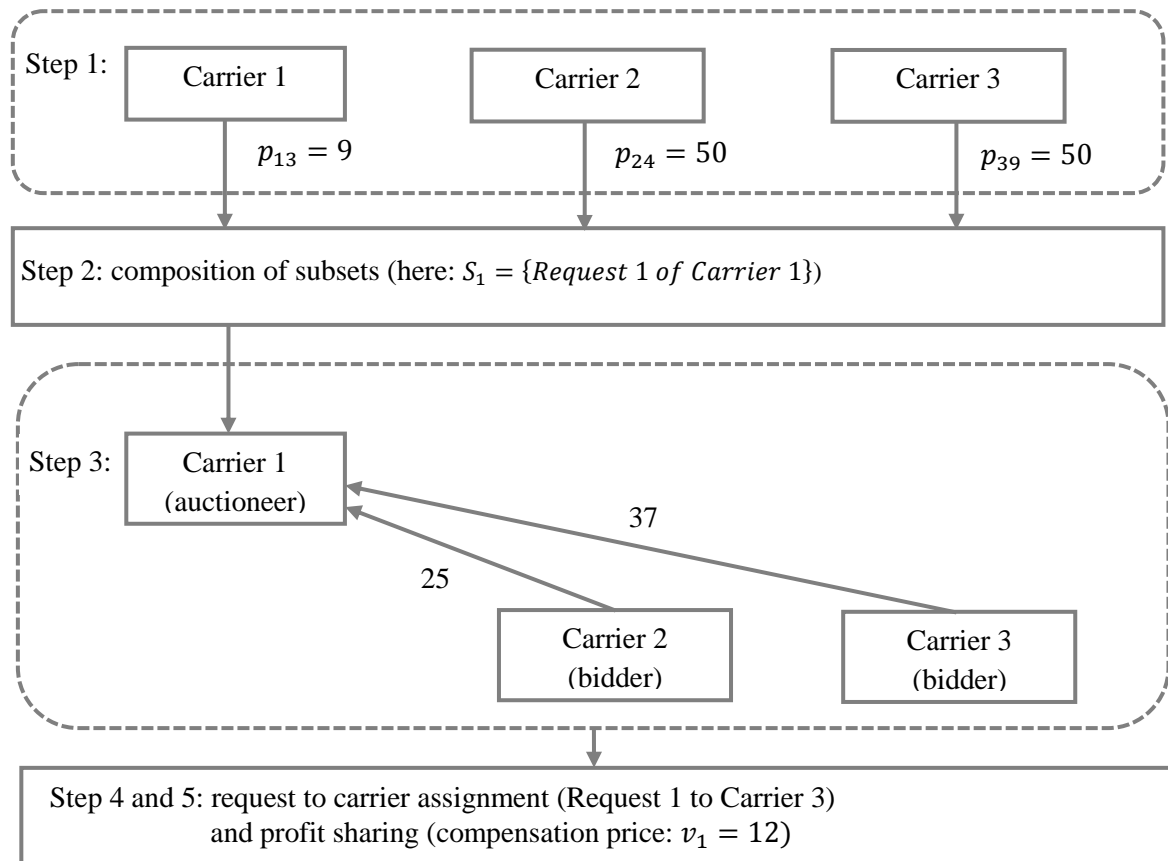 Step 1:
Carrier 1
Carrier 2
Carrier 3
p₁₃ = 9
p₂₄ = 50
p₃₉ = 50
Step 2: composition of subsets (here: S₁ = {Request 1 of Carrier 1})
Step 3:
Carrier 1
(auctioneer)
37
25
Carrier 2
(bidder)
Carrier 3
(bidder)
Step 4 and 5: request to carrier assignment (Request 1 to Carrier 3)
and profit sharing (compensation price: v₁ = 12)